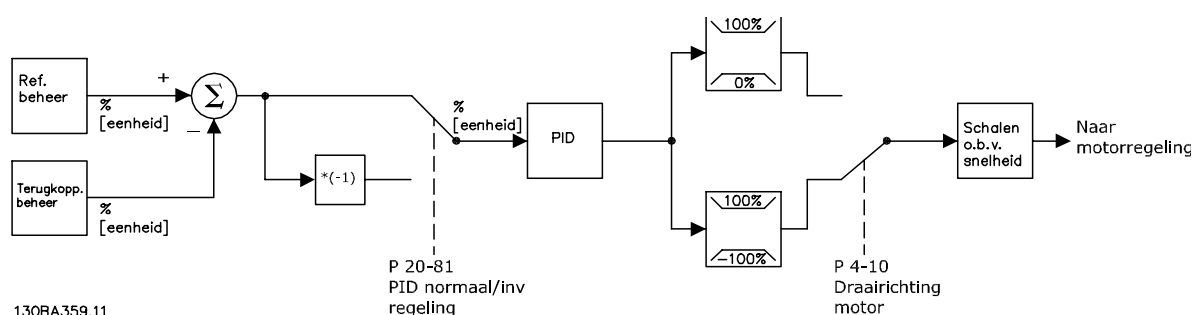 Ref.
beheer
+
%
[eenheid]
Σ
–
Terugkopp.
beheer
%
[eenheid]
*(-1)
P 20-81
PID normaal/inv
regeling
%
[eenheid]
PID
100%
0%
100%
-100%
P 4-10
Draairichting
motor
Schalen
o.b.v.
snelheid
Naar
motorregeling
130BA359.11